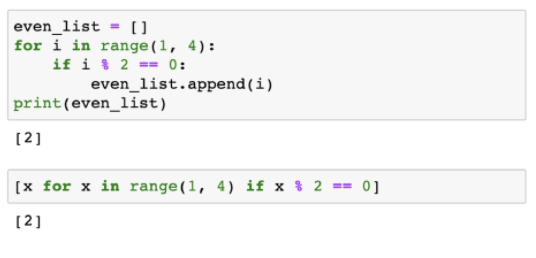 even_list = []
for i in range(1, 4):
    if i % 2 == 0:
        even_list.append(i)
print(even_list)
[2]
[x for x in range(1, 4) if x % 2 == 0]
[2]